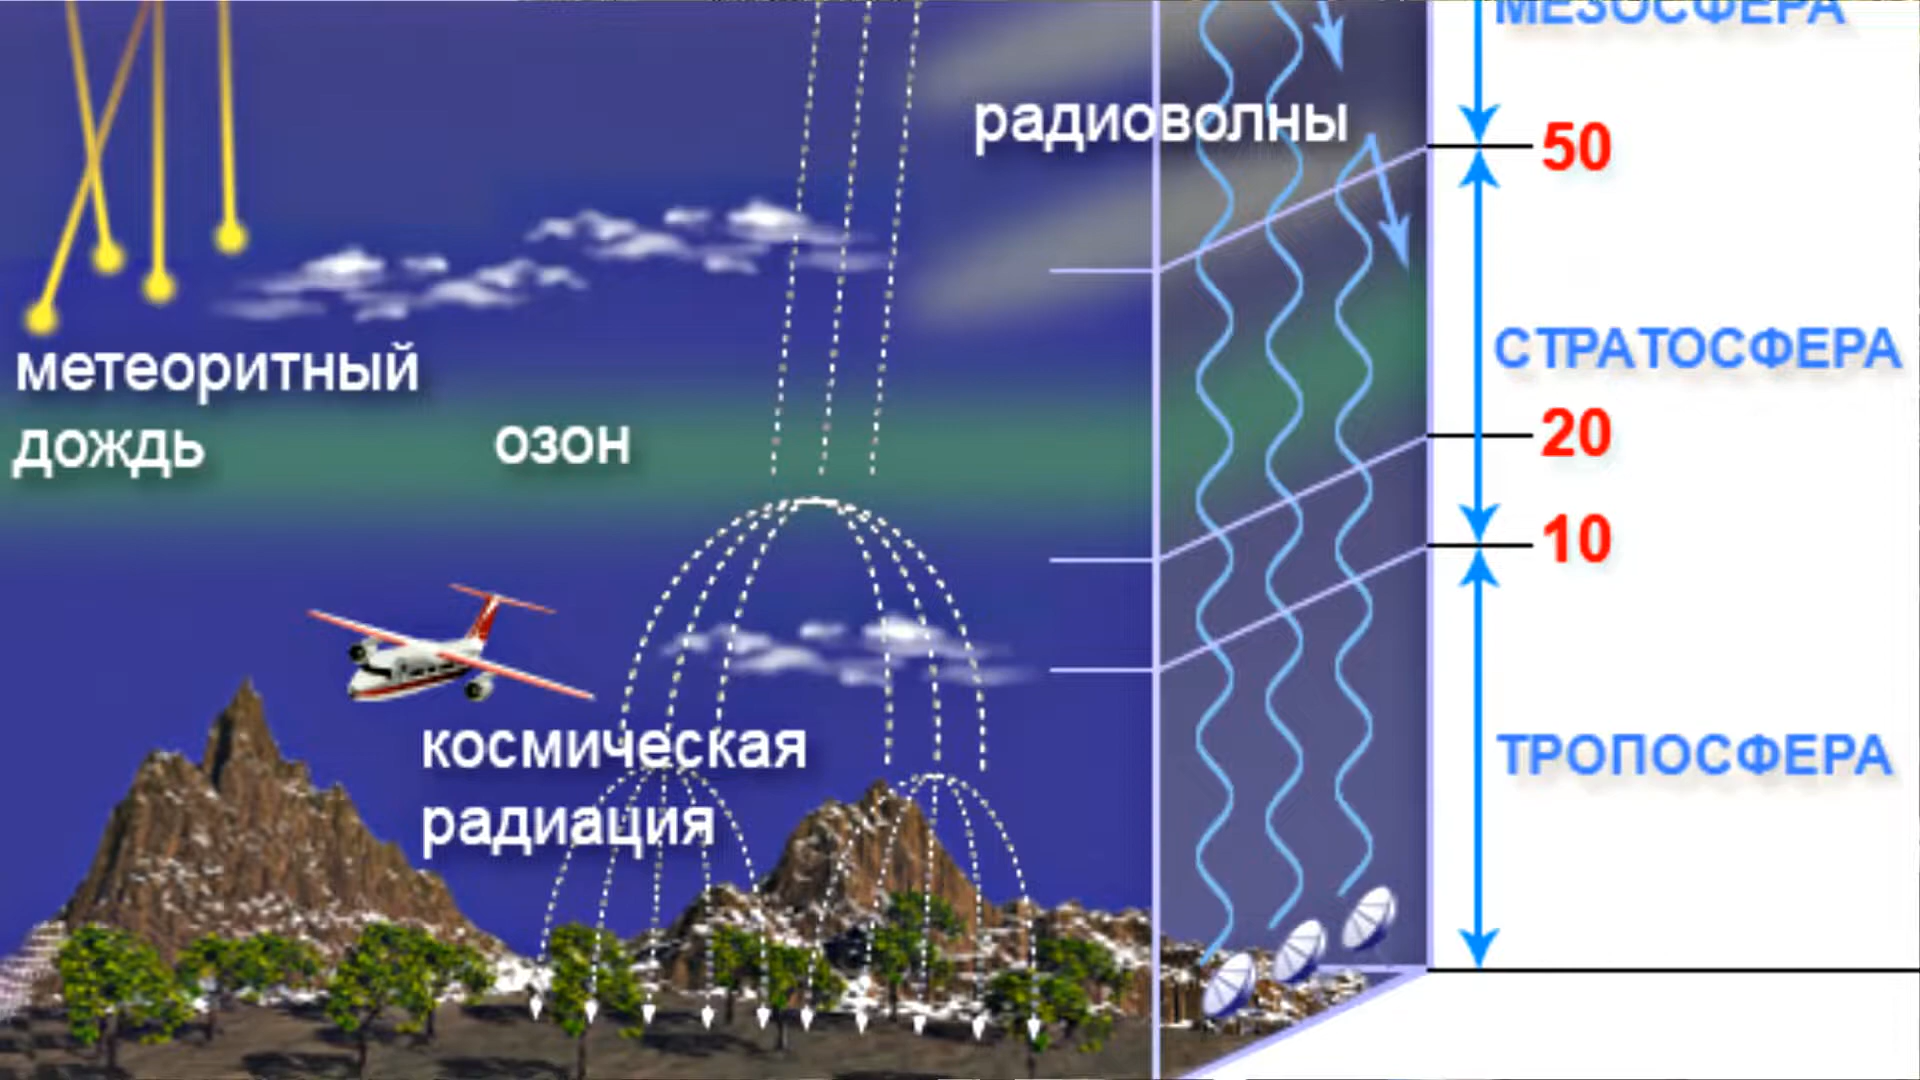 МЕЗОСФЕРА
радиоволны
50
метеоритный
дождь
озон
СТРАТОСФЕРА
20
10
космическая
радиация
ТРОПОСФЕРА